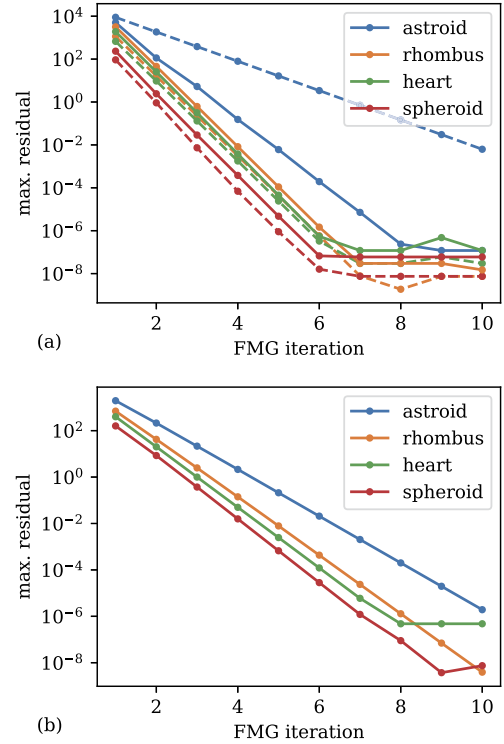 10^4
10^2
10^0
10^-2
10^-4
10^-6
10^-8
max. residual
astroid
rhombus
heart
spheroid
2 4 6 8 10
FMG iteration
(a)
10^2
10^0
10^-2
10^-4
10^-6
10^-8
max. residual
astroid
rhombus
heart
spheroid
2 4 6 8 10
FMG iteration
(b)